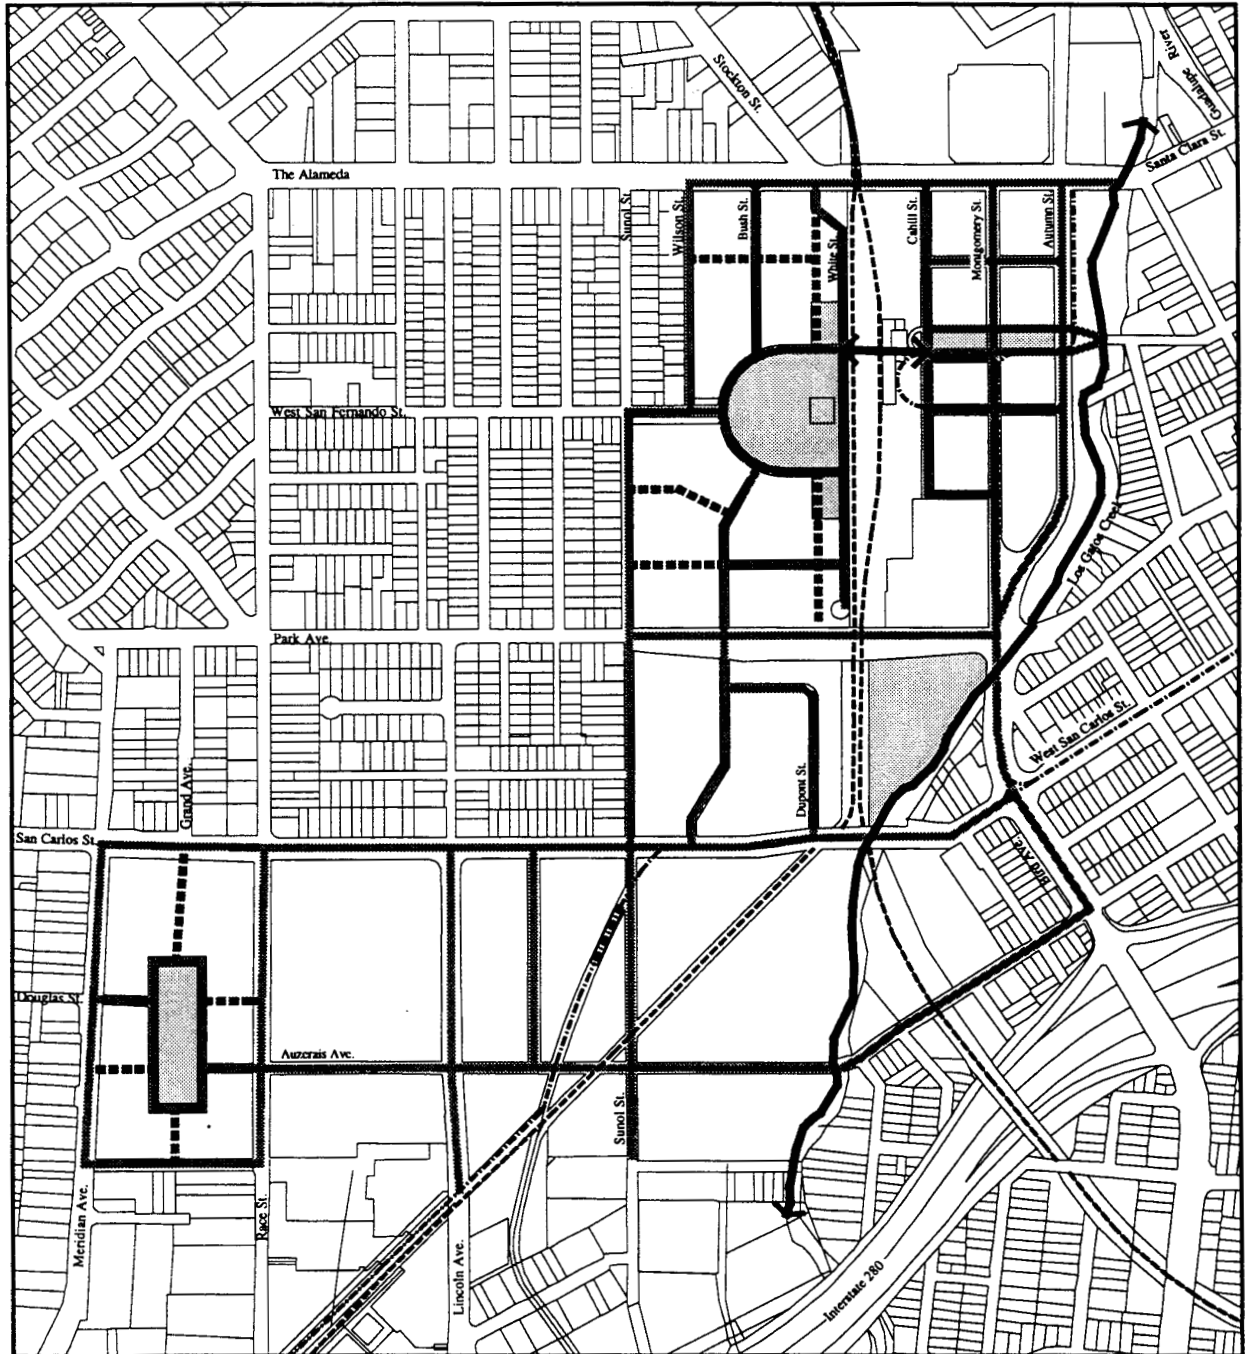 Stockton St.
Guadalupe River
Santa Clara St.
The Alameda
Sunol St.
Wilson St.
Bush St.
White St.
Cahill St.
Montgomery St.
Autumn St.
West San Fernando St.
Los Gatos Creek
Park Ave.
West San Carlos St.
Grand Ave.
Dupont St.
San Carlos St.
Bird Ave.
Douglas St.
Auzerais Ave.
Sunol St.
Meridian Ave.
Race St.
Lincoln Ave.
Interstate 280